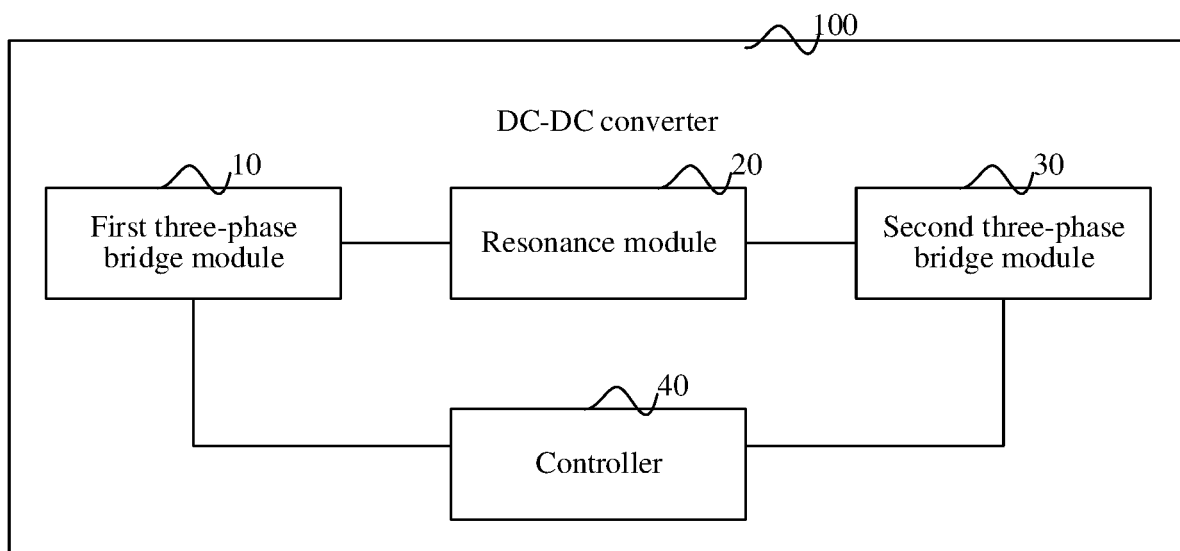 100
DC-DC converter
10
20
30
First three-phase
bridge module
Resonance module
Second three-phase
bridge module
40
Controller